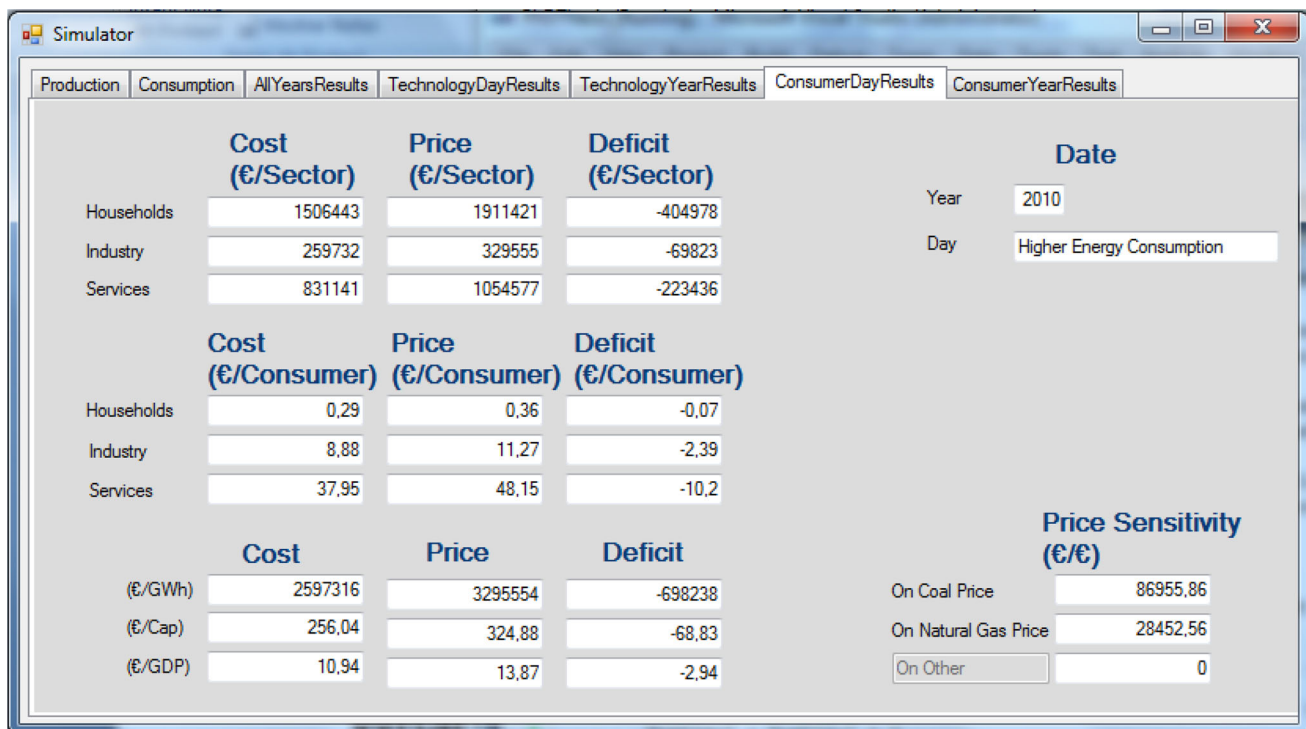 Simulator
Production Consumption AllYearsResults TechnologyDayResults TechnologyYearResults ConsumerDayResults ConsumerYearResults
Cost Price Deficit
(€/Sector) (€/Sector) (€/Sector)
Households 1506443 1911421 -404978
Industry 259732 329555 -69823
Services 831141 1054577 -223436
Date
Year 2010
Day Higher Energy Consumption
Cost Price Deficit
(€/Consumer) (€/Consumer) (€/Consumer)
Households 0,29 0,36 -0,07
Industry 8,88 11,27 -2,39
Services 37,95 48,15 -10,2
Cost Price Deficit
(€/GWh) 2597316 3295554 -698238
(€/Cap) 256,04 324,88 -68,83
(€/GDP) 10,94 13,87 -2,94
Price Sensitivity
(€/€)
On Coal Price 86955,86
On Natural Gas Price 28452,56
On Other 0